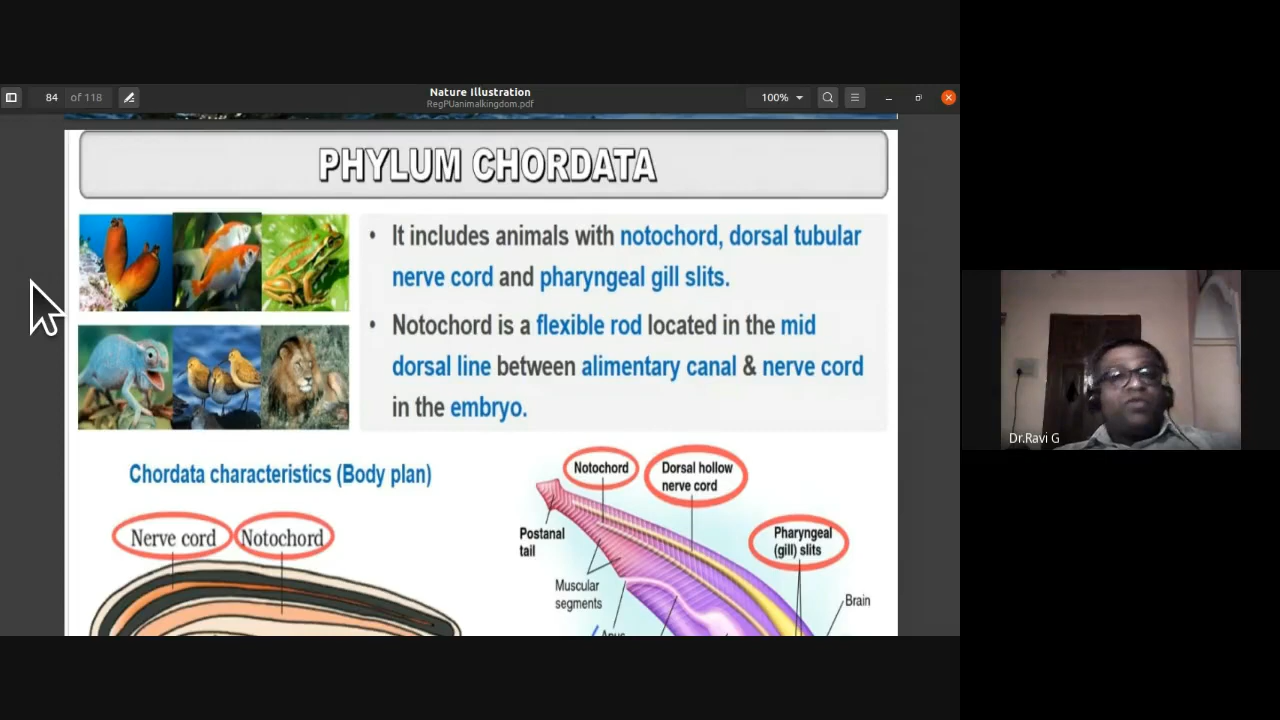 Nature Illustration
RegPUanimalkingdom.pdf
84 of 118
100%
PHYLUM CHORDATA
• It includes animals with notochord, dorsal tubular
nerve cord and pharyngeal gill slits.
• Notochord is a flexible rod located in the mid
dorsal line between alimentary canal & nerve cord
in the embryo.
Chordata characteristics (Body plan)
Nerve cord
Notochord
Notochord
Dorsal hollow
nerve cord
Pharyngeal
(gill) slits
Postanal
tail
Muscular
segments
Brain
Anus
Dr.Ravi G